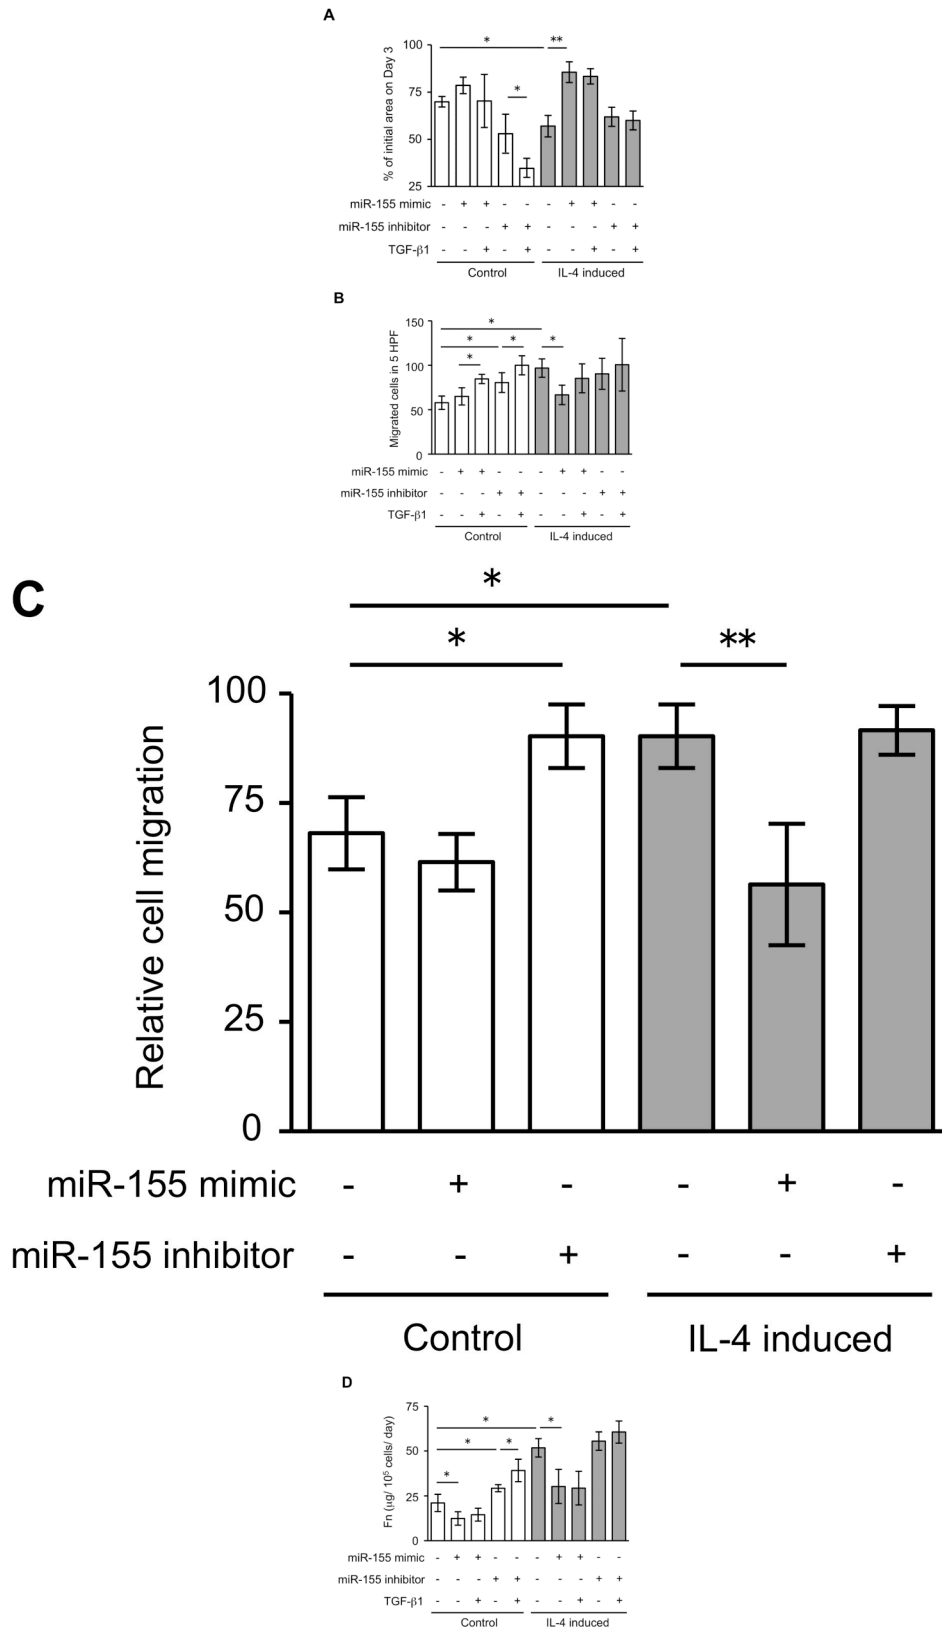 A
*
**
*
% of initial area on Day 3
100
75
50
25
miR-155 mimic - + + - - - + + - -
miR-155 inhibitor - - - + + - - - + +
TGF-β1 - - + - + - - + - +
Control IL-4 induced
B
*
* * *
*
Migrated cells in 5 HPF
150
100
50
0
miR-155 mimic - + + - - - + + - -
miR-155 inhibitor - - - + + - - - + +
TGF-β1 - - + - + - - + - +
Control IL-4 induced
C
*
* **
Relative cell migration
100
75
50
25
0
miR-155 mimic - + - - + -
miR-155 inhibitor - - + - - +
Control IL-4 induced
D
*
*
* *
*
Fn (μg/ 10⁵ cells/ day)
75
50
25
0
miR-155 mimic - + + - - - + + - -
miR-155 inhibitor - - - + + - - - + +
TGF-β1 - - + - + - - + - +
Control IL-4 induced